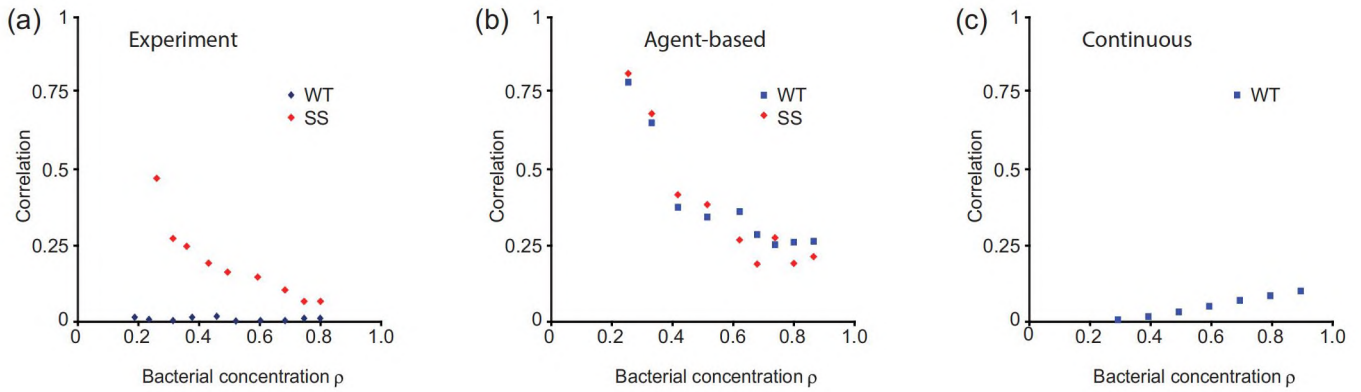 (a)
Experiment
1
0.75
0.5
0.25
0
Correlation
WT
SS
0 0.2 0.4 0.6 0.8 1.0
Bacterial concentration ρ
(b)
Agent-based
1
0.75
0.5
0.25
0
Correlation
WT
SS
0 0.2 0.4 0.6 0.8 1.0
Bacterial concentration ρ
(c)
Continuous
1
0.75
0.5
0.25
0
Correlation
WT
0 0.2 0.4 0.6 0.8 1.0
Bacterial concentration ρ